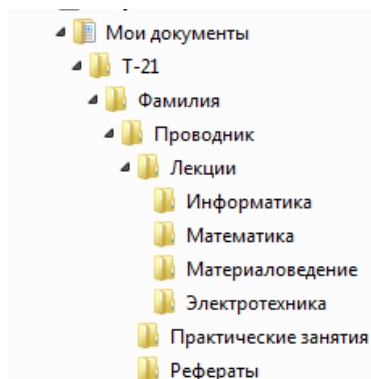 Мои документы
Т-21
Фамилия
Проводник
Лекции
Информатика
Математика
Материаловедение
Электротехника
Практические занятия
Рефераты